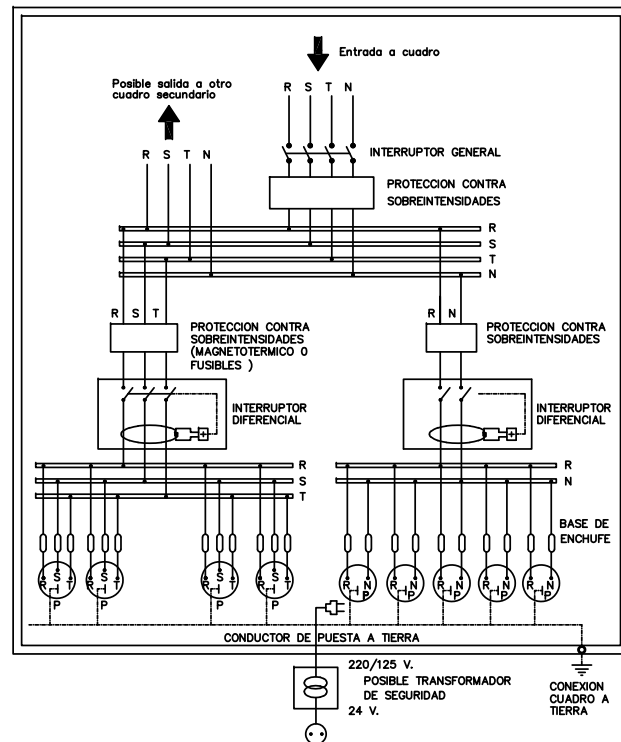 Entrada a cuadro
Posible salida a otro
cuadro secundario
R S T N
R S T N
INTERRUPTOR GENERAL
PROTECCION CONTRA
SOBREINTENSIDADES
R
S
T
N
R S T
R N
PROTECCION CONTRA
SOBREINTENSIDADES
(MAGNETOTERMICO O
FUSIBLES )
PROTECCION CONTRA
SOBREINTENSIDADES
INTERRUPTOR
DIFERENCIAL
INTERRUPTOR
DIFERENCIAL
R
S
T
R
N
BASE DE
ENCHUFE
R S T
P
R S T
P
R S T
P
R S T
P
R N
P
R N
P
R N
P
R N
P
R N
P
CONDUCTOR DE PUESTA A TIERRA
220/125 V.
POSIBLE TRANSFORMADOR
DE SEGURIDAD
24 V.
CONEXION
CUADRO A
TIERRA